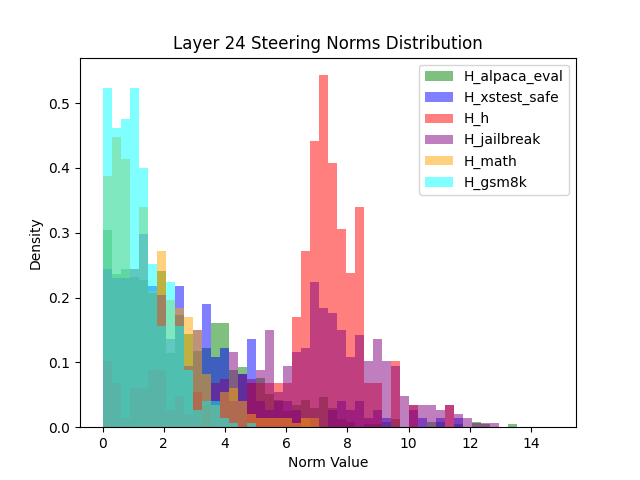 Layer 24 Steering Norms Distribution
H_alpaca_eval
H_xstest_safe
H_h
H_jailbreak
H_math
H_gsm8k
0.5
0.4
0.3
0.2
0.1
0.0
Density
0 2 4 6 8 10 12 14
Norm Value